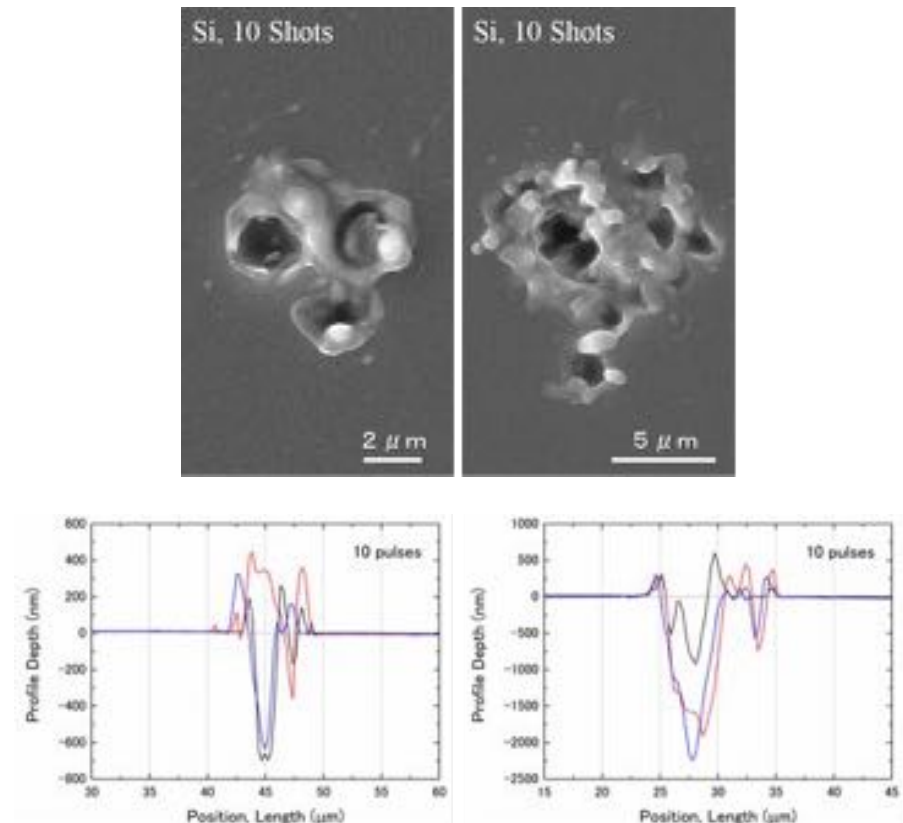 Si, 10 Shots
Si, 10 Shots
2 μm
5 μm
10 pulses
600
400
200
0
-200
-400
-600
-800
Profile Depth (nm)
30 35 40 45 50 55 60
Position, Length (μm)
10 pulses
1000
500
0
-500
-1000
-1500
-2000
-2500
Profile Depth (nm)
15 20 25 30 35 40 45
Position, Length (μm)